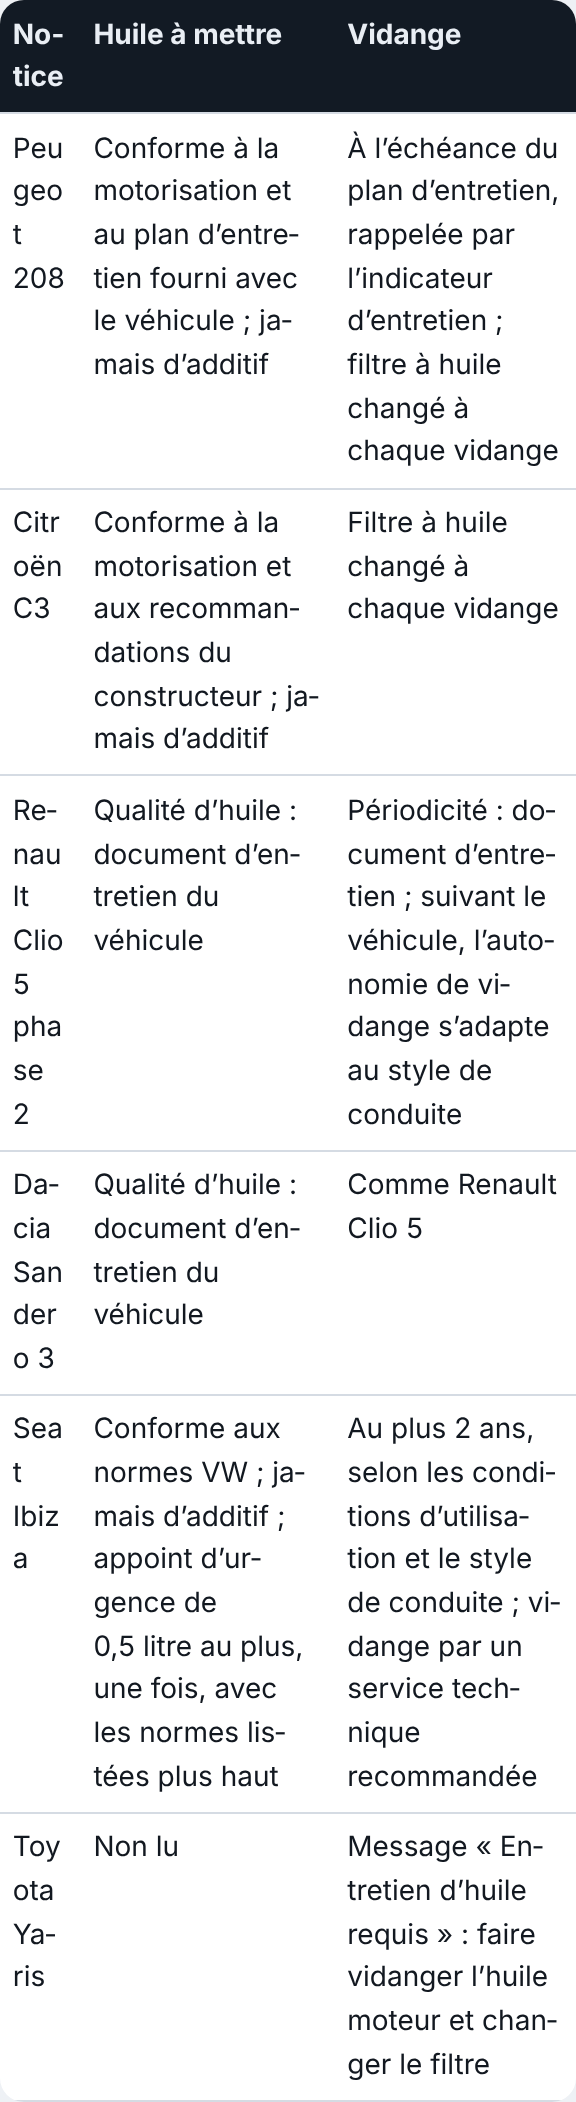 No-
tice
Huile à mettre
Vidange
Peu
geo
t
208
Conforme à la
motorisation et
au plan d’entre-
tien fourni avec
le véhicule ; ja-
mais d’additif
À l’échéance du
plan d’entretien,
rappelée par
l’indicateur
d’entretien ;
filtre à huile
changé à
chaque vidange
Citr
oën
C3
Conforme à la
motorisation et
aux recomman-
dations du
constructeur ; ja-
mais d’additif
Filtre à huile
changé à
chaque vidange
Re-
nau
lt
Clio
5
pha
se
2
Qualité d’huile :
document d’en-
tretien du
véhicule
Périodicité : do-
cument d’entre-
tien ; suivant le
véhicule, l’auto-
nomie de vi-
dange s’adapte
au style de
conduite
Da-
cia
San
der
o 3
Qualité d’huile :
document d’en-
tretien du
véhicule
Comme Renault
Clio 5
Sea
t
Ibiz
a
Conforme aux
normes VW ; ja-
mais d’additif ;
appoint d’ur-
gence de
0,5 litre au plus,
une fois, avec
les normes lis-
tées plus haut
Au plus 2 ans,
selon les condi-
tions d’utilisa-
tion et le style
de conduite ; vi-
dange par un
service tech-
nique
recommandée
Toy
ota
Ya-
ris
Non lu
Message « En-
tretien d’huile
requis » : faire
vidanger l’huile
moteur et chan-
ger le filtre